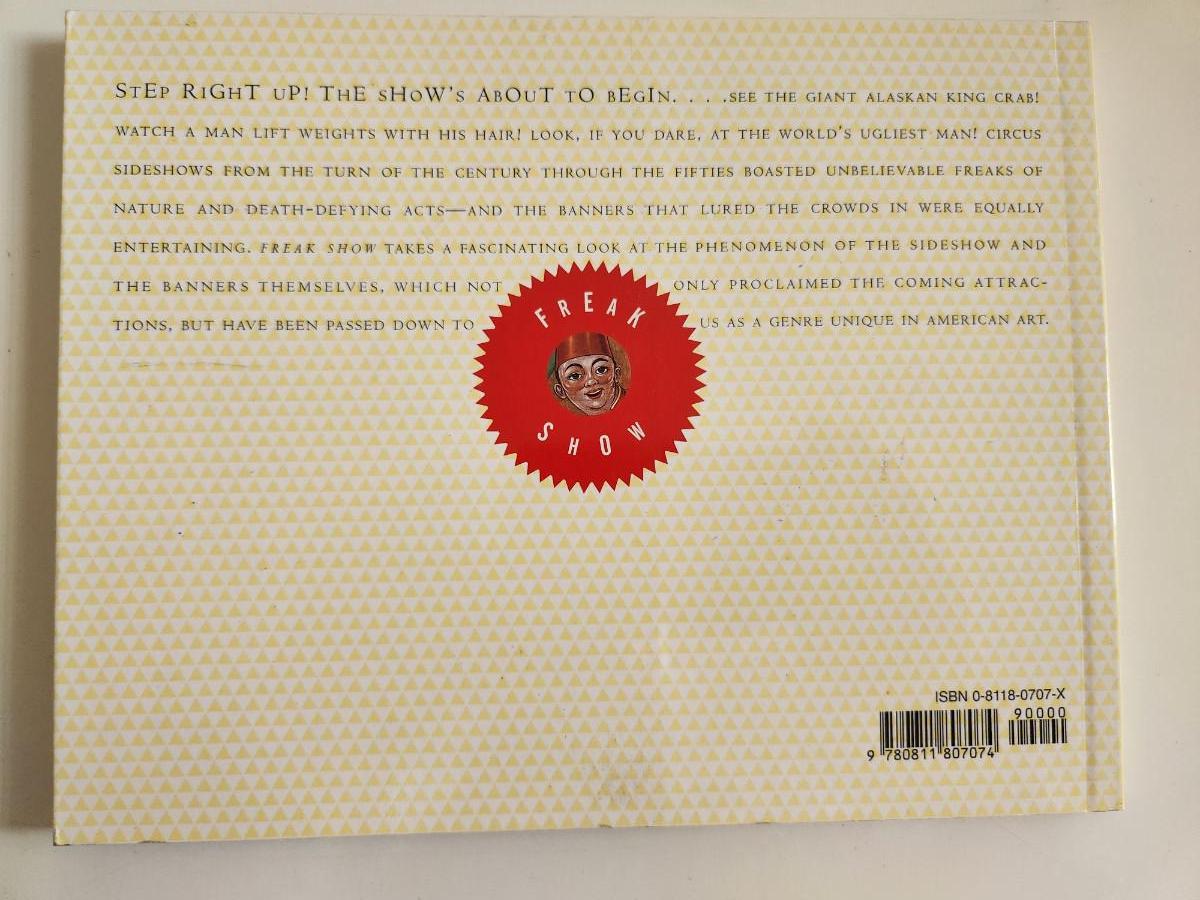 STEP RIGHT UP! THE SHOW'S ABOUT TO BEGIN. . . .SEE THE GIANT ALASKAN KING CRAB!
WATCH A MAN LIFT WEIGHTS WITH HIS HAIR! LOOK, IF YOU DARE, AT THE WORLD'S UGLIEST MAN! CIRCUS
SIDESHOWS FROM THE TURN OF THE CENTURY THROUGH THE FIFTIES BOASTED UNBELIEVABLE FREAKS OF
NATURE AND DEATH-DEFYING ACTS—AND THE BANNERS THAT LURED THE CROWDS IN WERE EQUALLY
ENTERTAINING. FREAK SHOW TAKES A FASCINATING LOOK AT THE PHENOMENON OF THE SIDESHOW AND
THE BANNERS THEMSELVES, WHICH NOT ONLY PROCLAIMED THE COMING ATTRAC-
TIONS, BUT HAVE BEEN PASSED DOWN TO US AS A GENRE UNIQUE IN AMERICAN ART.
FREAK
SHOW
ISBN 0-8118-0707-X
90000
9 780811 807074